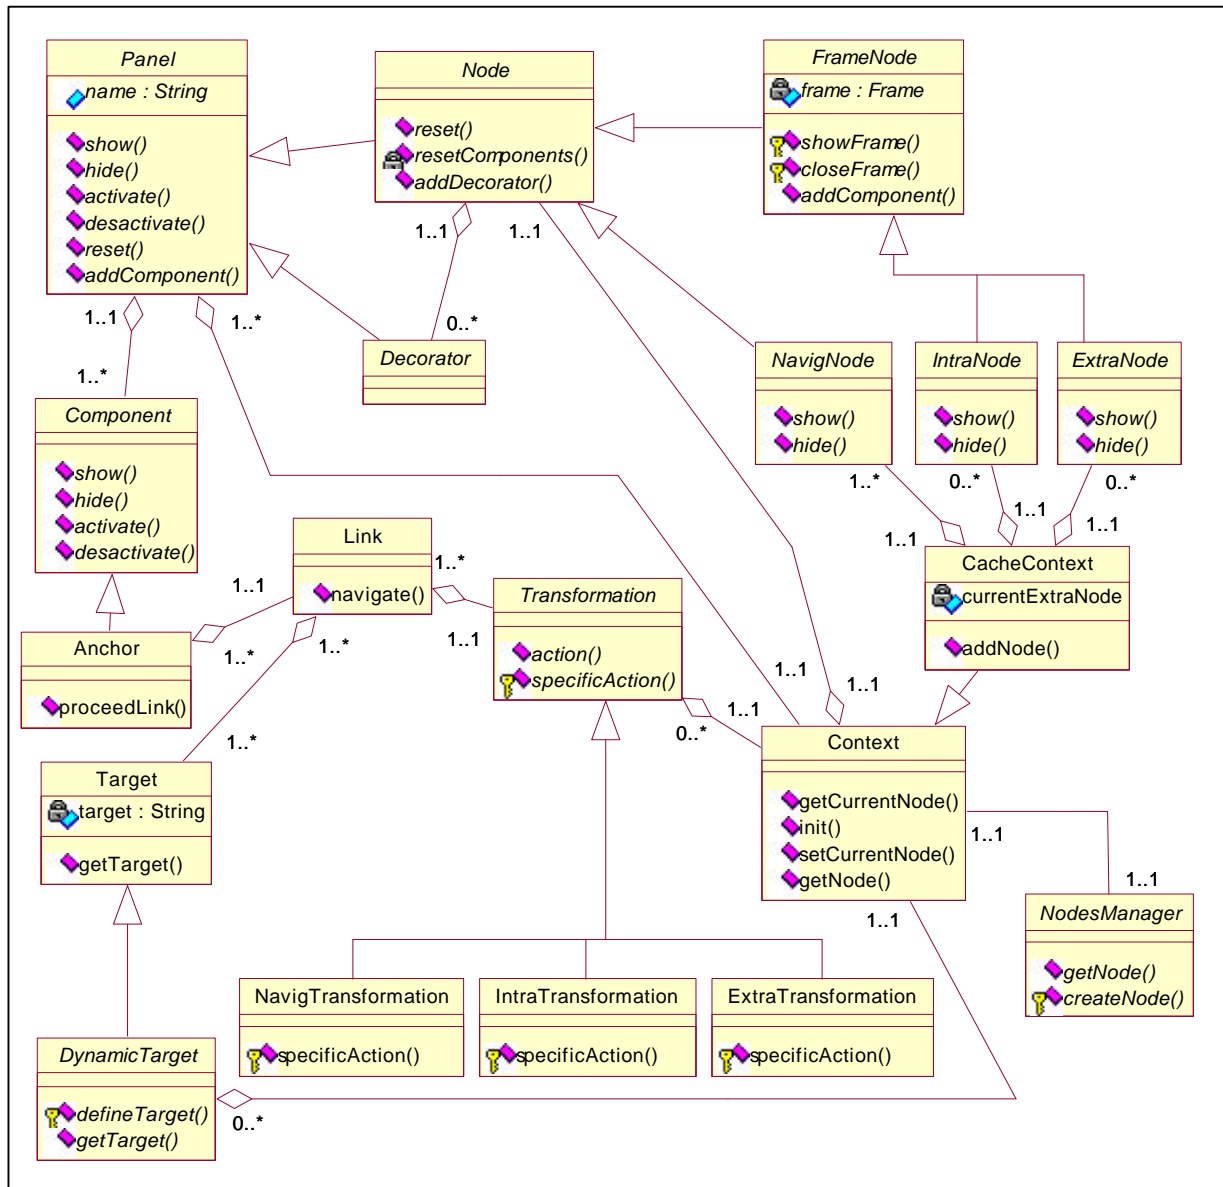 Panel
name : String
show()
hide()
activate()
desactivate()
reset()
addComponent()
Node
reset()
resetComponents()
addDecorator()
FrameNode
frame : Frame
showFrame()
closeFrame()
addComponent()
1..1
1..*
1..1
1..1
0..*
Decorator
NavigNode
show()
hide()
IntraNode
show()
hide()
ExtraNode
show()
hide()
1..*
Component
show()
hide()
activate()
desactivate()
1..*
0..*
0..*
1..1
1..1
1..1
CacheContext
currentExtraNode
addNode()
Link
navigate()
1..1
1..*
1..*
1..*
1..1
Transformation
action()
specificAction()
Anchor
proceedLink()
1..*
Target
target : String
getTarget()
0..*
1..1
1..1
1..1
Context
getCurrentNode()
init()
setCurrentNode()
getNode()
1..1
1..1
1..1
NodesManager
getNode()
createNode()
NavigTransformation
specificAction()
IntraTransformation
specificAction()
ExtraTransformation
specificAction()
DynamicTarget
defineTarget()
getTarget()
0..*